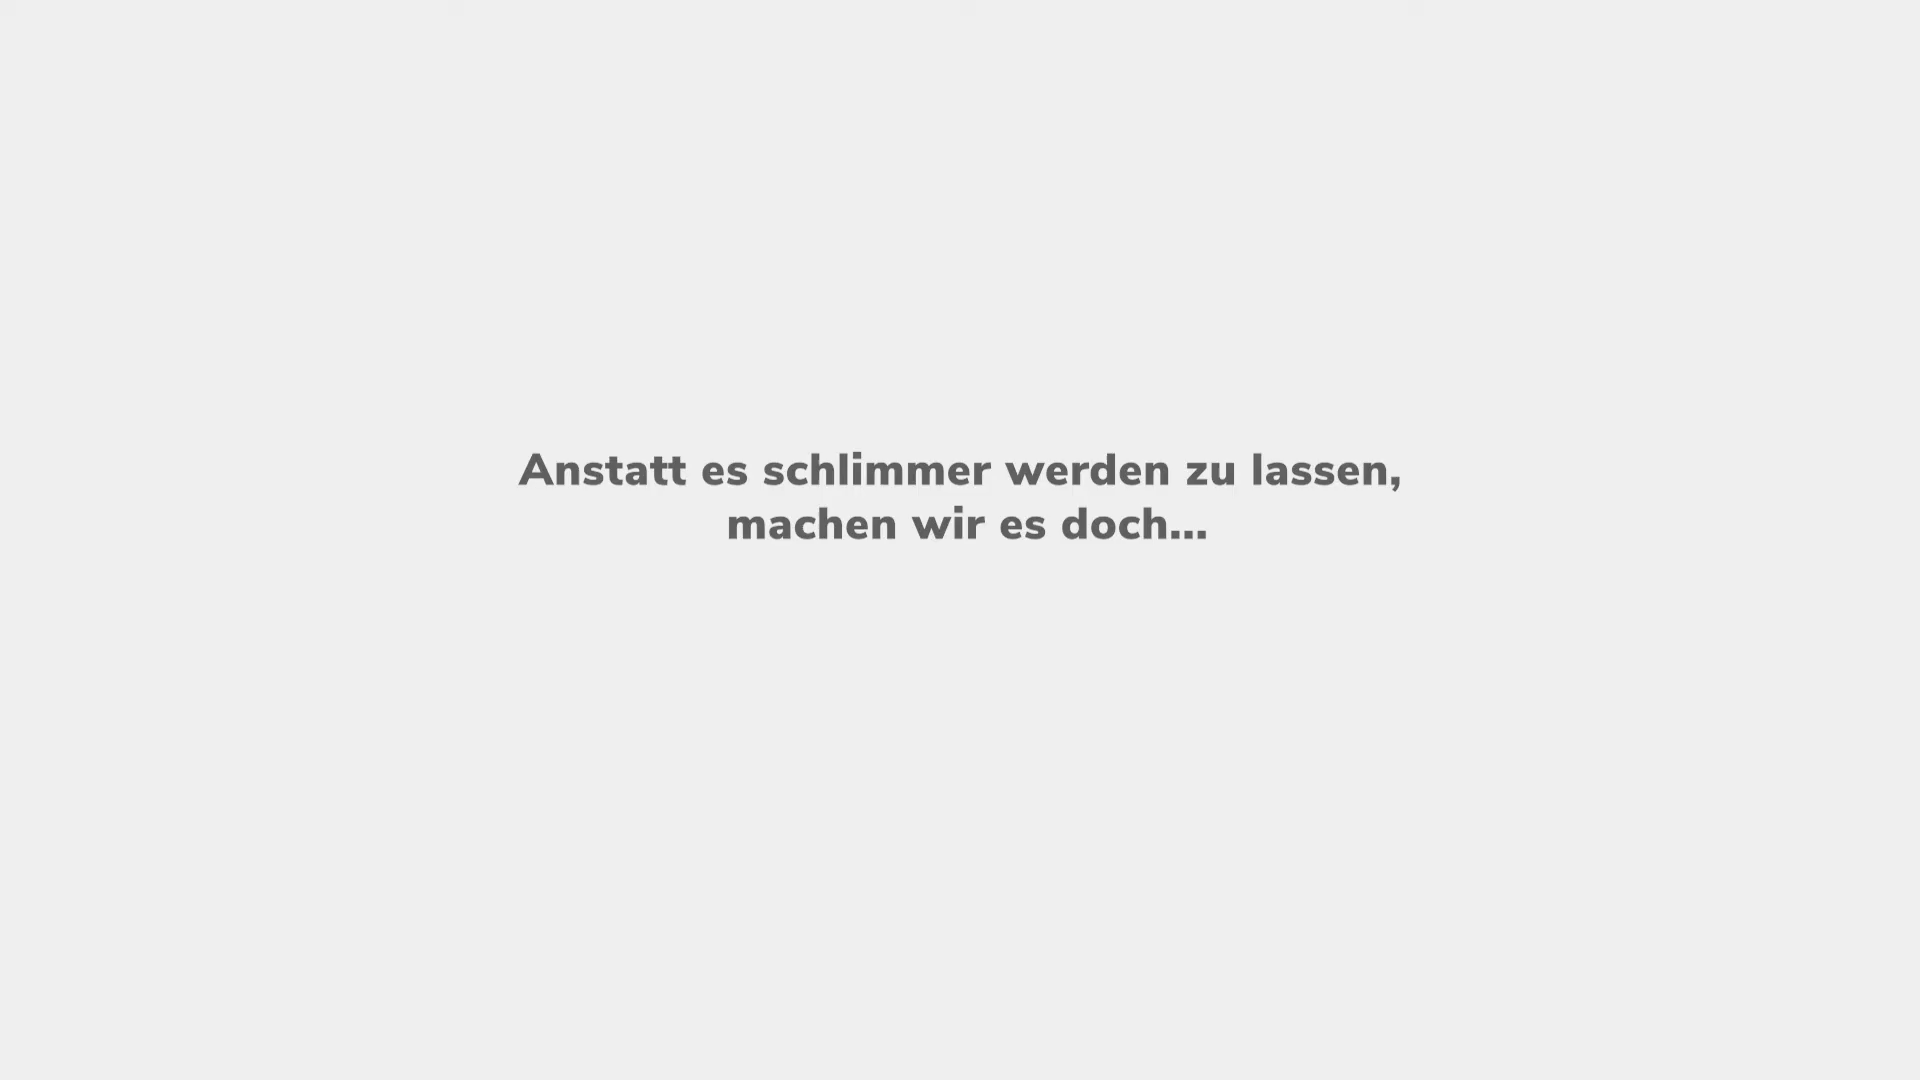 Anstatt es schlimmer werden zu lassen,
machen wir es doch...